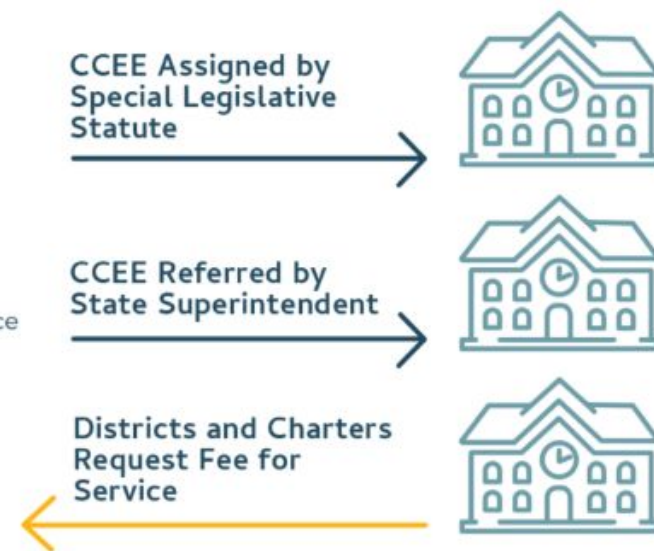 CCEE Assigned by
Special Legislative
Statute
CCEE Referred by
State Superintendent
Districts and Charters
Request Fee for
Service